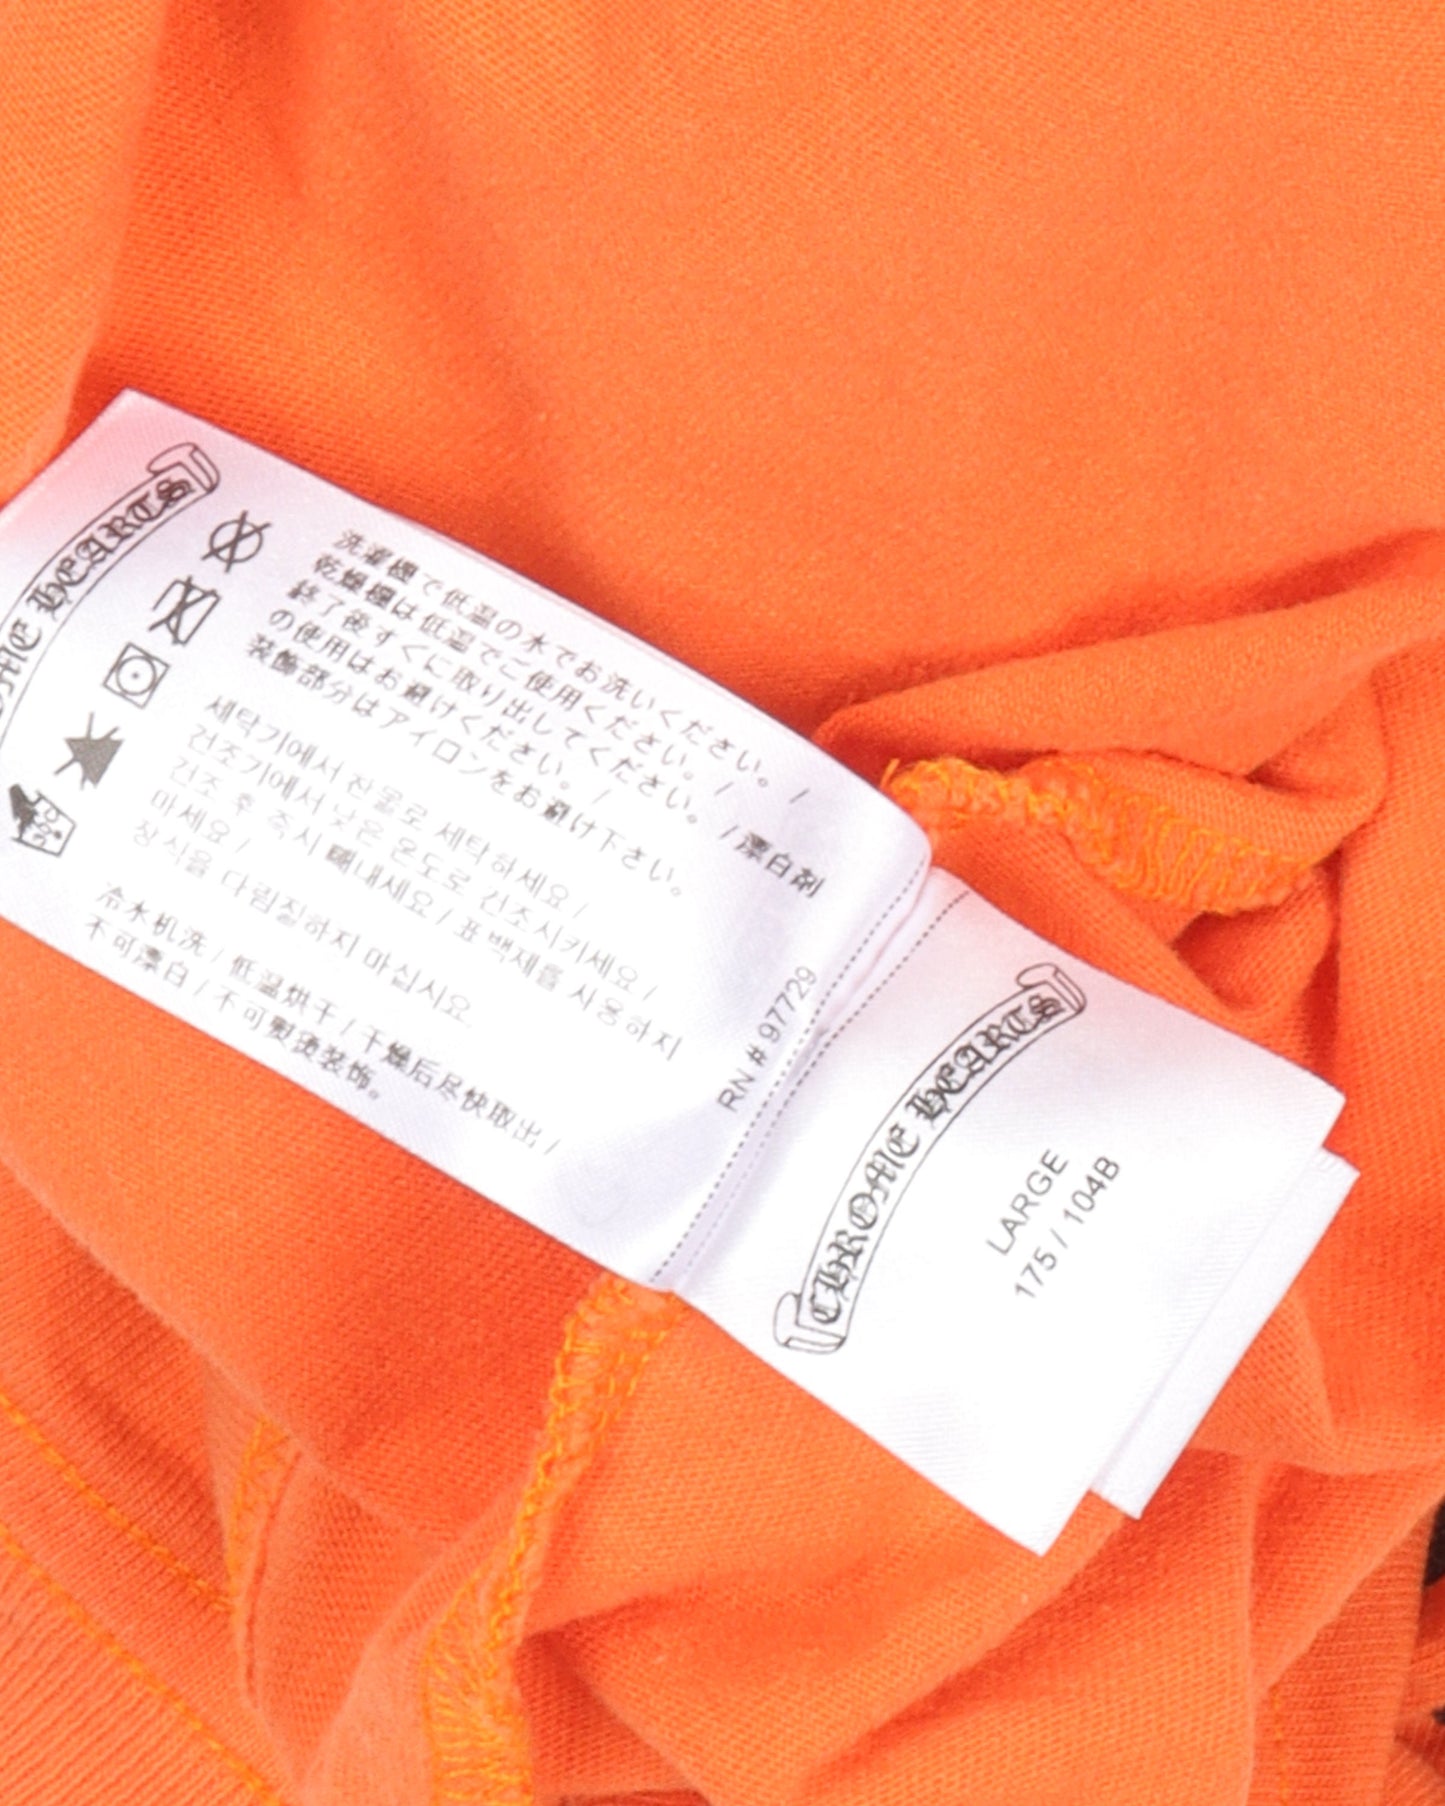 CHROME HEARTS
30C
洗濯機で低温の水でお洗いください。/
乾燥機は低温でご使用ください。/
終了後すぐに取り出してください。/漂白剤
の使用はお避けください。/
装飾部分はアイロンをお避け下さい。
세탁기에서 찬물로 세탁하세요 /
건조기에서 낮은 온도로 건조시키세요 /
건조 후 즉시 빼내세요 / 표백제를 사용하지
마세요 /
장식을 다림질하지 마십시요.
冷水机洗 / 低温烘干 / 干燥后尽快取出 /
不可漂白 / 不可熨烫装饰。
RN # 97729
CHROME HEARTS
LARGE
175 / 104B